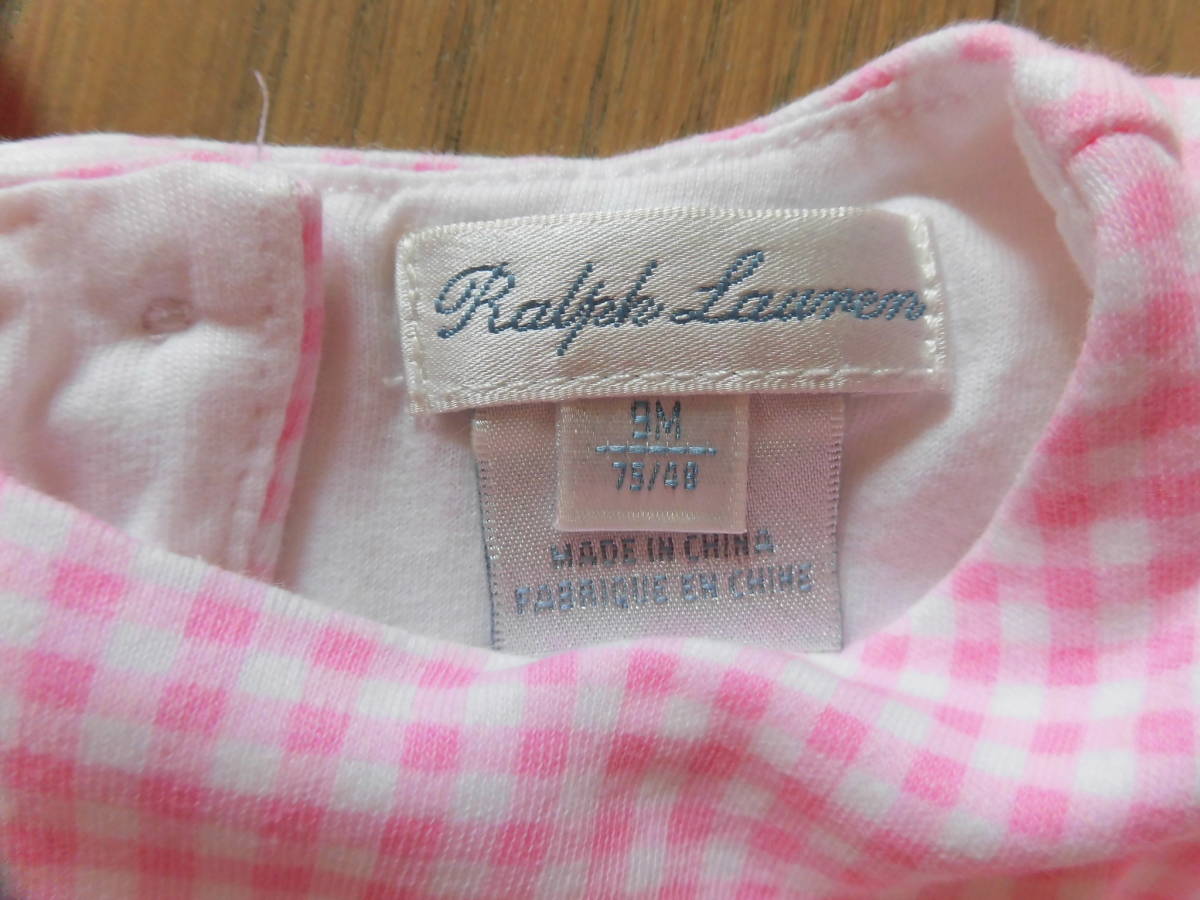 Ralph Lauren
9M
75/48
MADE IN CHINA
FABRIQUE EN CHINE